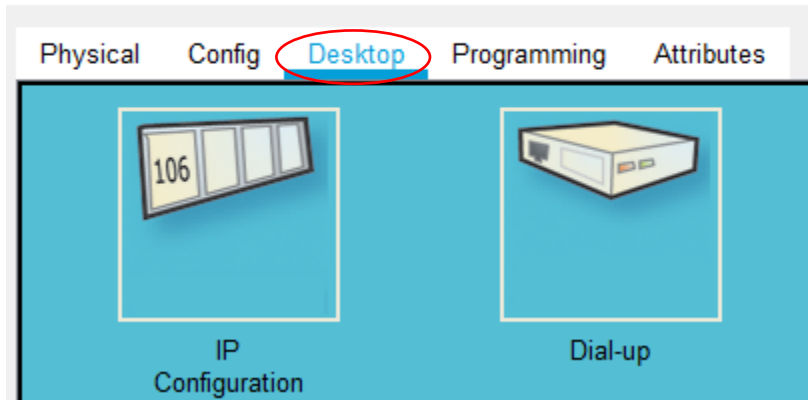 Physical Config Desktop Programming Attributes
106
IP
Configuration
Dial-up